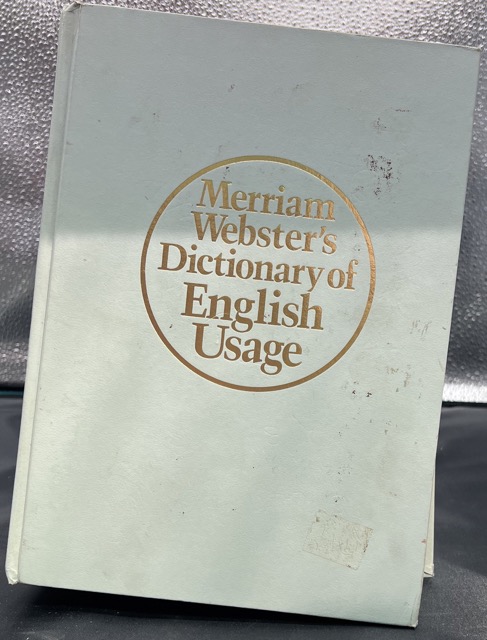 Merriam
Webster's
Dictionary of
English
Usage